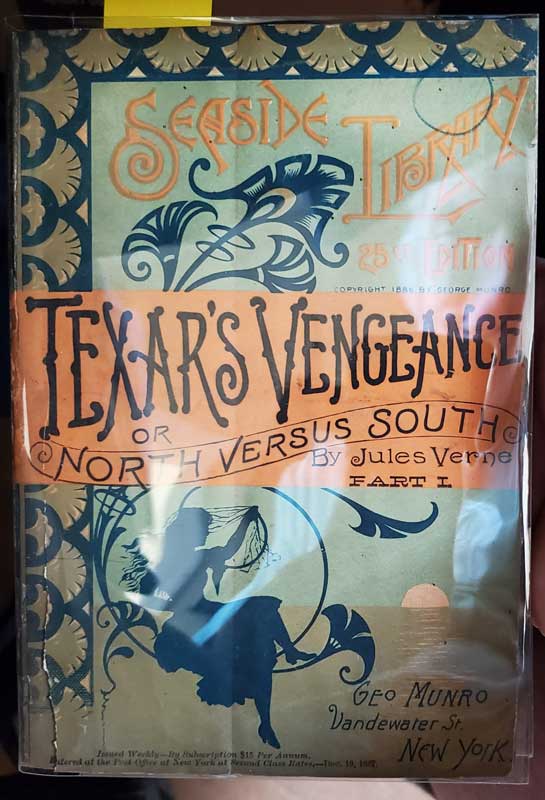 SEASIDE
LIBRARY
25 CT EDITION
COPYRIGHT 1886, BY GEORGE MUNRO
TEXAR'S VENGEANCE
OR
NORTH VERSUS SOUTH
By Jules Verne
PART I
GEO MUNRO
Vandewater St.
NEW YORK.
Issued Weekly—By Subscription $15 Per Annum.
Entered at the Post Office at New York at Second Class Rates,—Dec. 19, 1887.